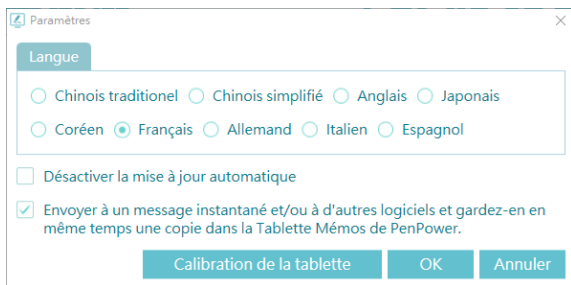 Paramètres
Langue
Chinois traditionel Chinois simplifié Anglais Japonais
Coréen Français Allemand Italien Espagnol
Désactiver la mise à jour automatique
Envoyer à un message instantané et/ou à d'autres logiciels et gardez-en en
même temps une copie dans la Tablette Mémos de PenPower.
Calibration de la tablette OK Annuler